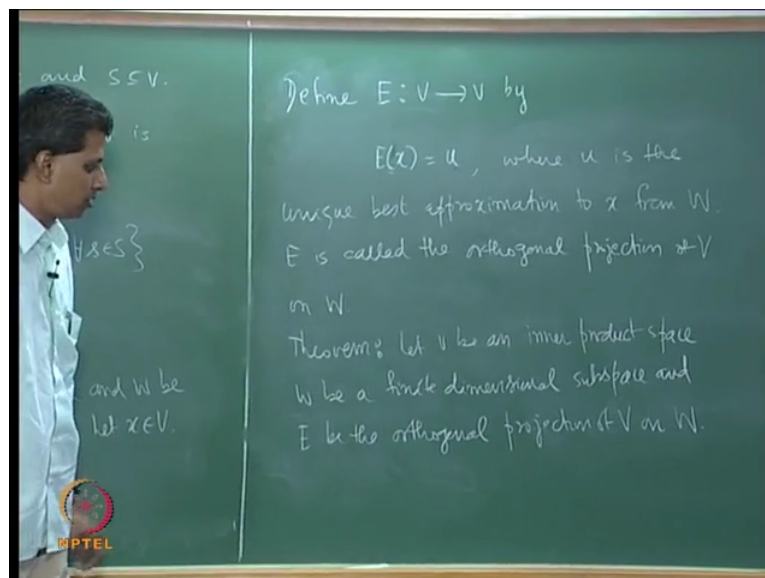 and S ⊆ V.
is
∀ s ∈ S}
and W be
Let x ∈ V.
Define E : V → V by
E(x) = u, where u is the
unique best approximation to x from W.
E is called the orthogonal projection of V
on W.
Theorem: Let V be an inner product space
W be a finite dimensional subspace and
E be the orthogonal projection of V on W.
NPTEL